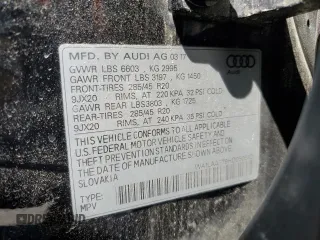 MFD. BY AUDI AG 03 17
GVWR LBS 6603 , KG 2995
GAWR FRONT LBS 3197 , KG 1450
FRONT-TIRES 285/45 R20
9JX20 RIMS, AT 220 KPA, 32 PSI COLD
GAWR REAR LBS3803 , KG 1725
REAR-TIRES 285/45 R20
9JX20 RIMS, AT 240 KPA, 35 PSI COLD
THIS VEHICLE CONFORMS TO ALL APPLICABLE
U.S. FEDERAL MOTOR VEHICLE SAFETY
THEFT PREVENTION STANDARDS IN EFFECT ON THE
DATE OF MANUFACTURE SHOWN ABOVE
SLOVAKIA
TYPE:
MPV